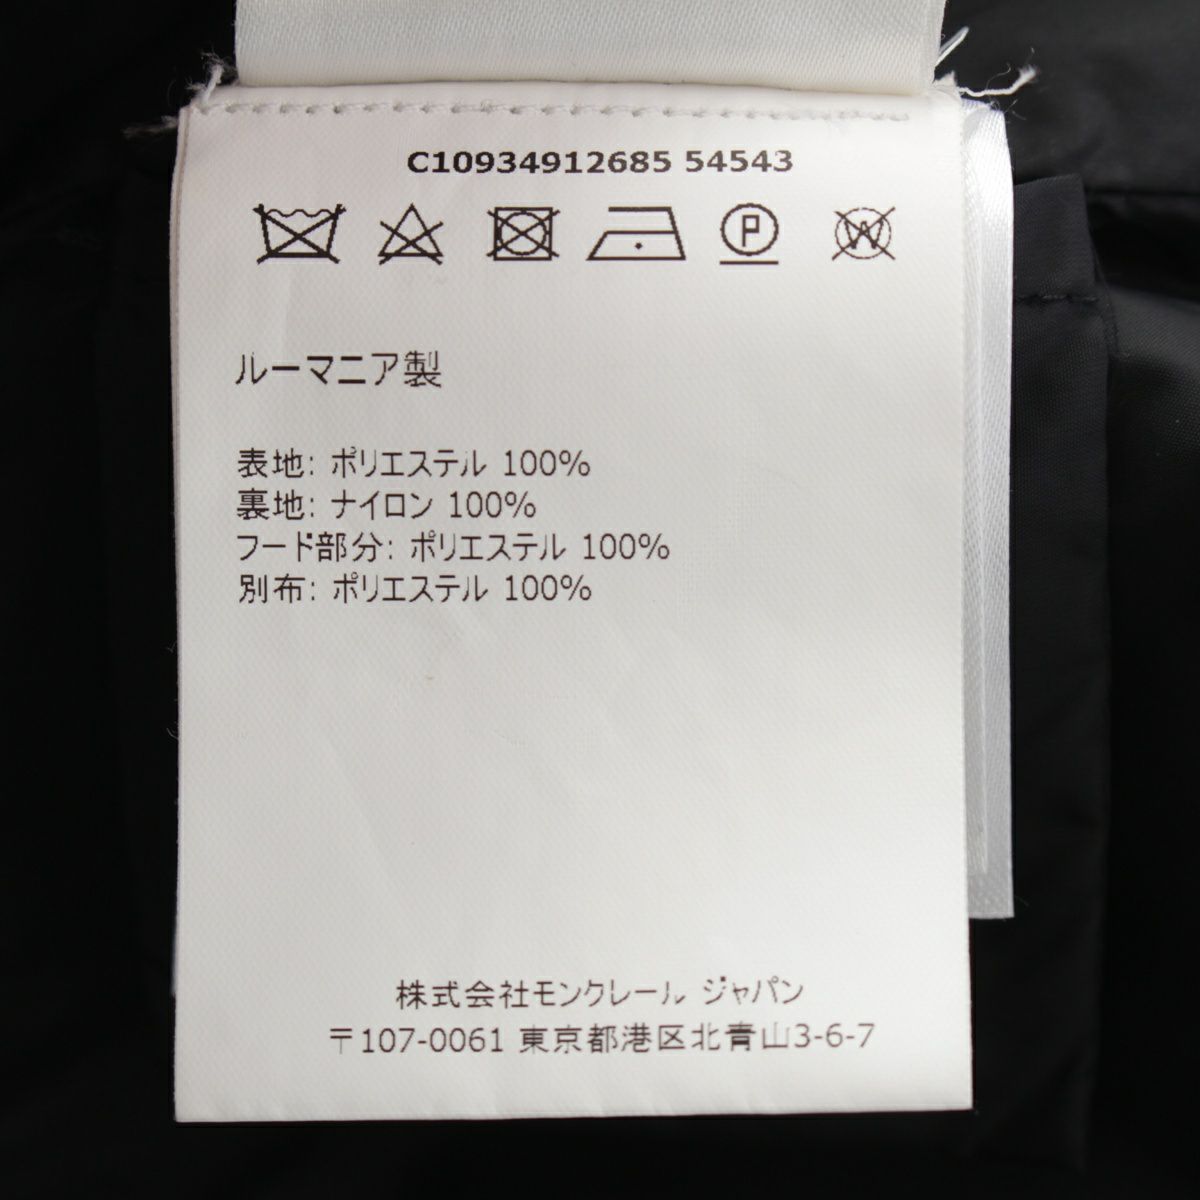 C10934912685 54543
P W
ルーマニア製
表地: ポリエステル 100%
裏地: ナイロン 100%
フード部分: ポリエステル 100%
別布: ポリエステル 100%
株式会社モンクレール ジャパン
〒107-0061 東京都港区北青山3-6-7